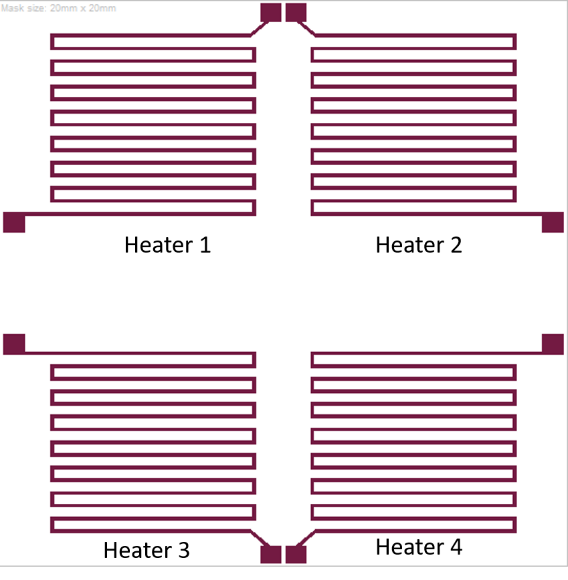 Mask size: 20mm x 20mm
Heater 1
Heater 2
Heater 3
Heater 4